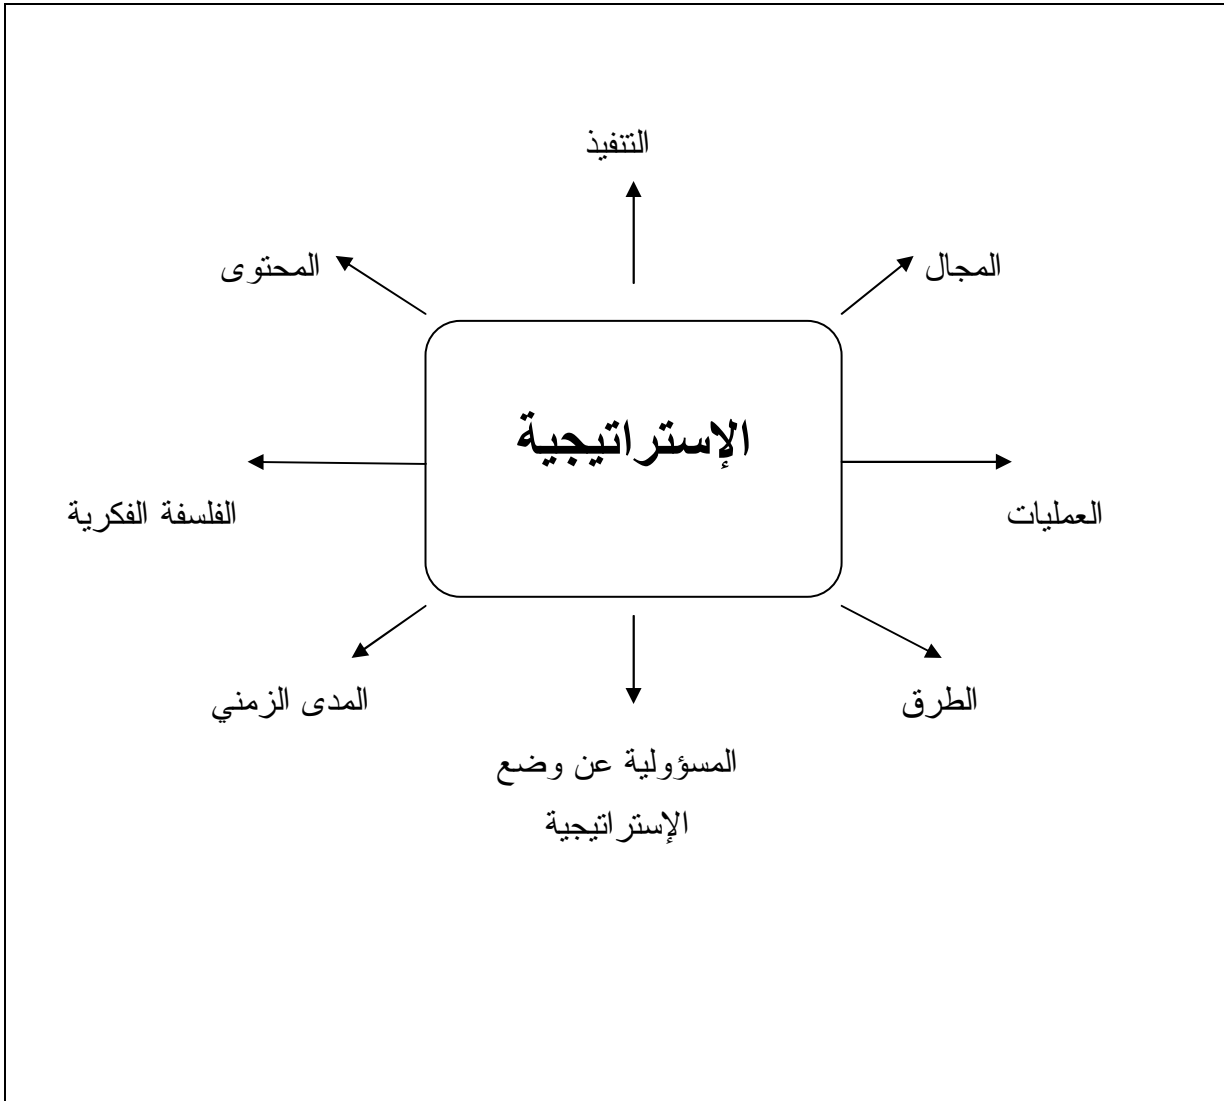 التنفيذ
المجال
المحتوى
الإستراتيجية
العمليات
الفلسفة الفكرية
الطرق
المدى الزمني
المسؤولية عن وضع
الإستراتيجية